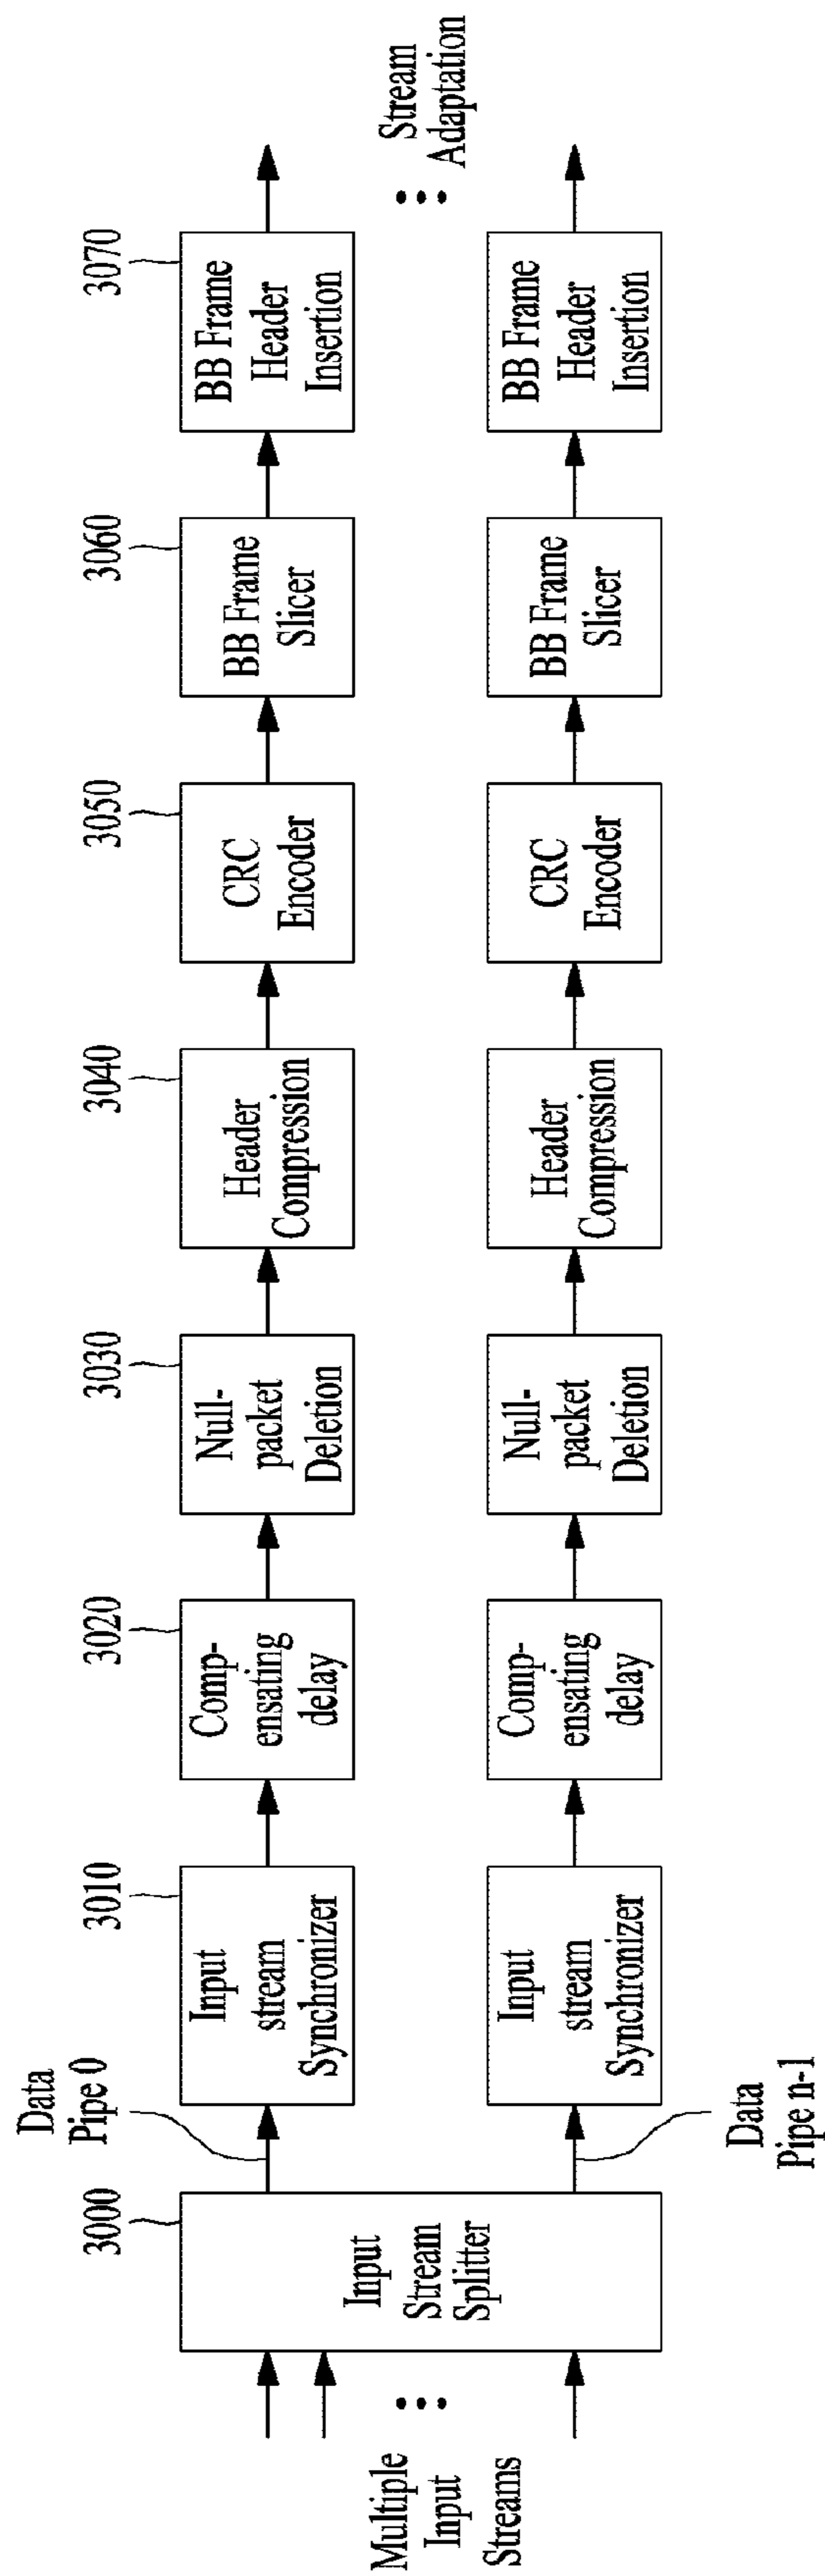 Multiple
Input
Streams
3000
Input
Stream
Splitter
Data
Pipe 0
3010
Input
stream
Synchronizer
3020
Comp-
ensating
delay
3030
Null-
packet
Deletion
3040
Header
Compression
3050
CRC
Encoder
3060
BB Frame
Slicer
3070
BB Frame
Header
Insertion
Stream
Adaptation
Data
Pipe n-1
Input
stream
Synchronizer
Comp-
ensating
delay
Null-
packet
Deletion
Header
Compression
CRC
Encoder
BB Frame
Slicer
BB Frame
Header
Insertion